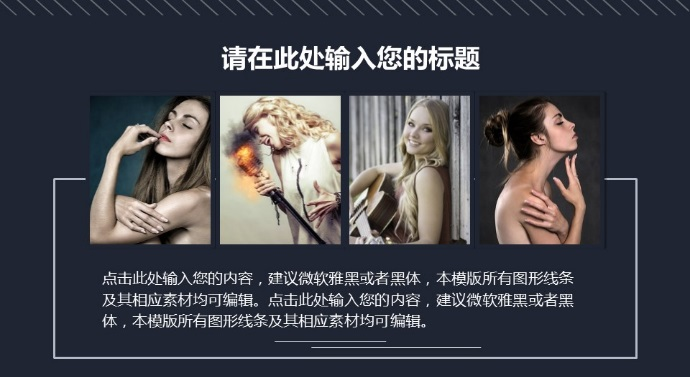 请在此处输入您的标题
点击此处输入您的内容，建议微软雅黑或者黑体，本模版所有图形线条
及其相应素材均可编辑。点击此处输入您的内容，建议微软雅黑或者黑
体，本模版所有图形线条及其相应素材均可编辑。